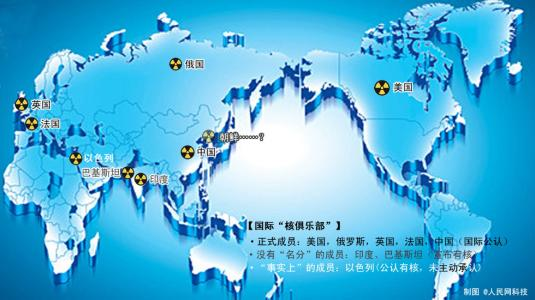 俄国
美国
英国
法国
朝鲜……？
中国
以色列
巴基斯坦
印度
【国际“核俱乐部”】
·正式成员：美国，俄罗斯，英国，法国，中国（国际公认）
·没有“名分”的成员：印度、巴基斯坦（宣布有核）
·“事实上”的成员：以色列(公认有核，未主动承认)
制图 @人民网科技